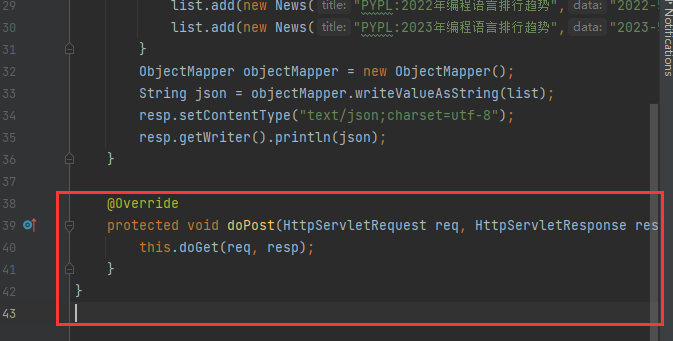 29 list.add(new News( title: "PYPL:2022年编程语言排行趋势", data: "2022-
30 list.add(new News( title: "PYPL:2023年编程语言排行趋势", data: "2023-
31 }
32 ObjectMapper objectMapper = new ObjectMapper();
33 String json = objectMapper.writeValueAsString(list);
34 resp.setContentType("text/json;charset=utf-8");
35 resp.getWriter().println(json);
36 }
37
38 @Override
39 protected void doPost(HttpServletRequest req, HttpServletResponse res
40 this.doGet(req, resp);
41 }
42 }
43
Notifications